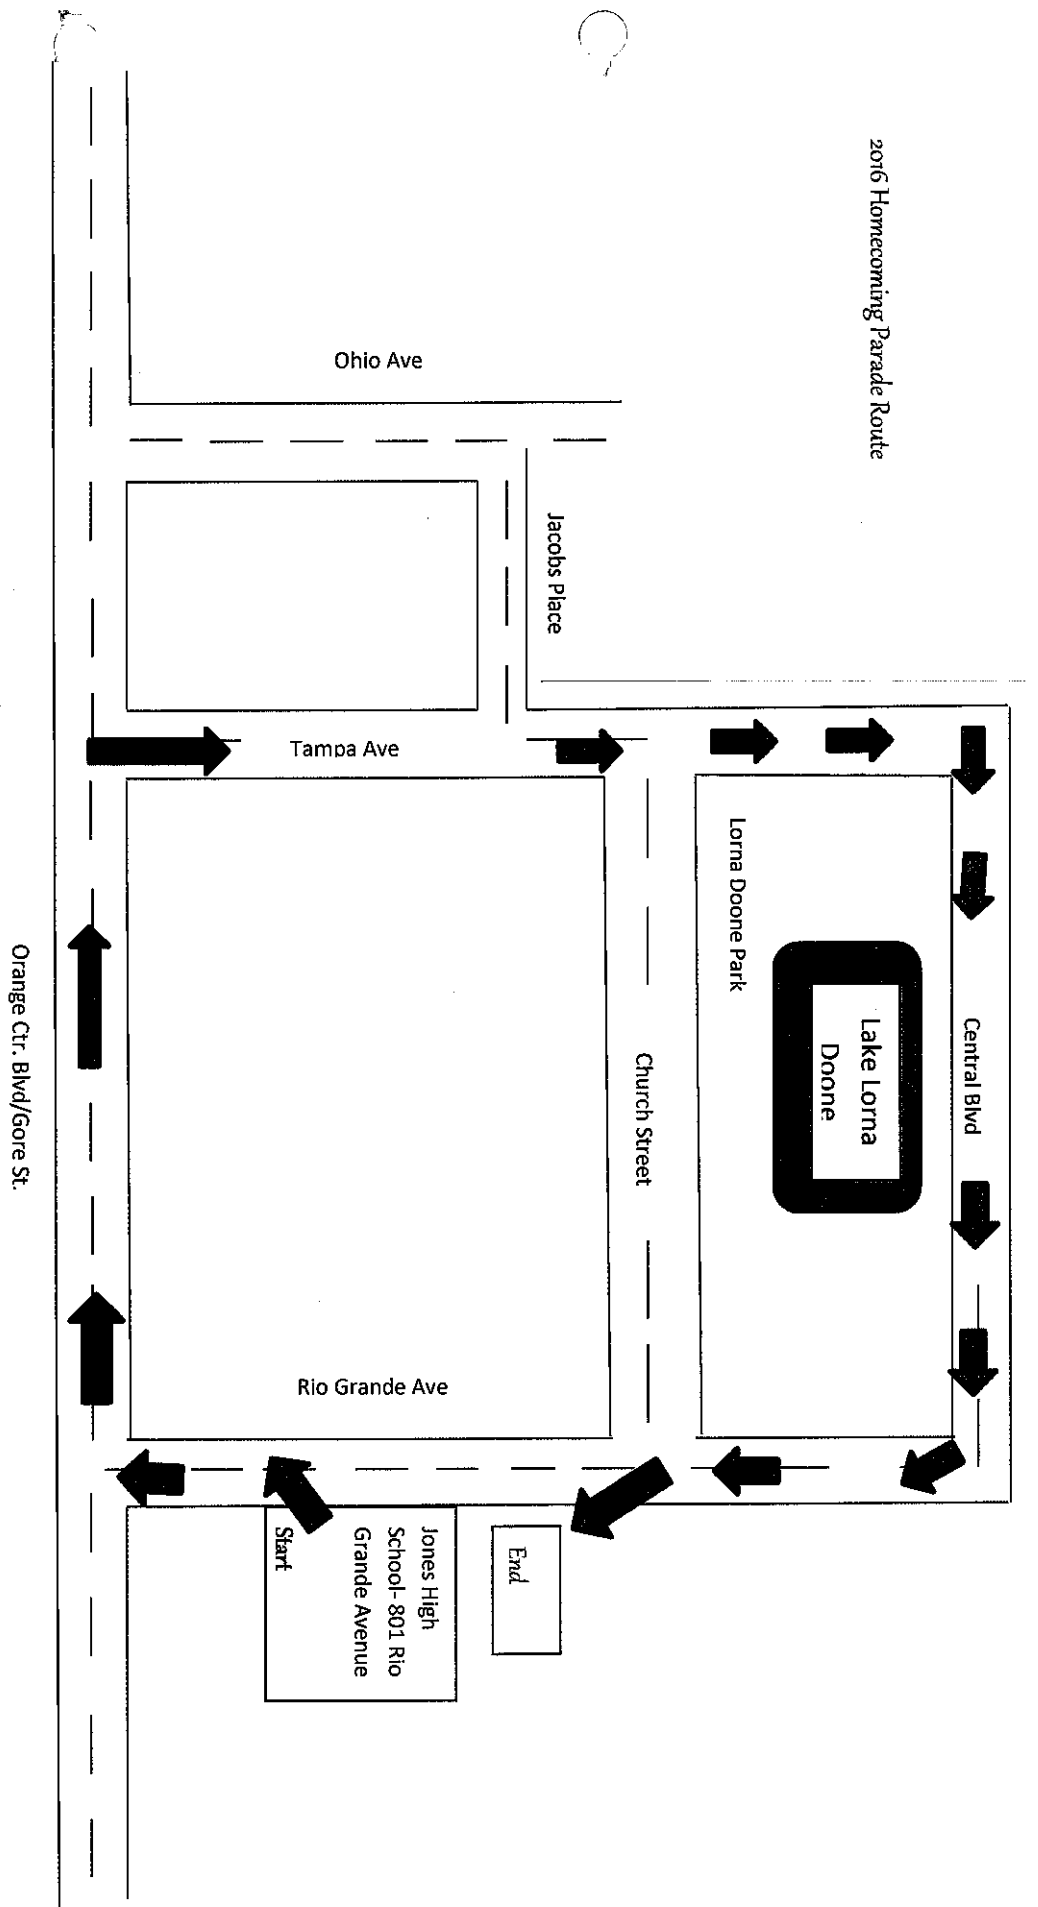 2016 Homecoming Parade Route
Ohio Ave
Jacobs Place
Tampa Ave
Lorna Doone Park
Lake Lorna
Doone
Central Blvd
Church Street
Orange Ctr. Blvd/Gore St.
Rio Grande Ave
Jones High
School- 801 Rio
Grande Avenue
Start
End